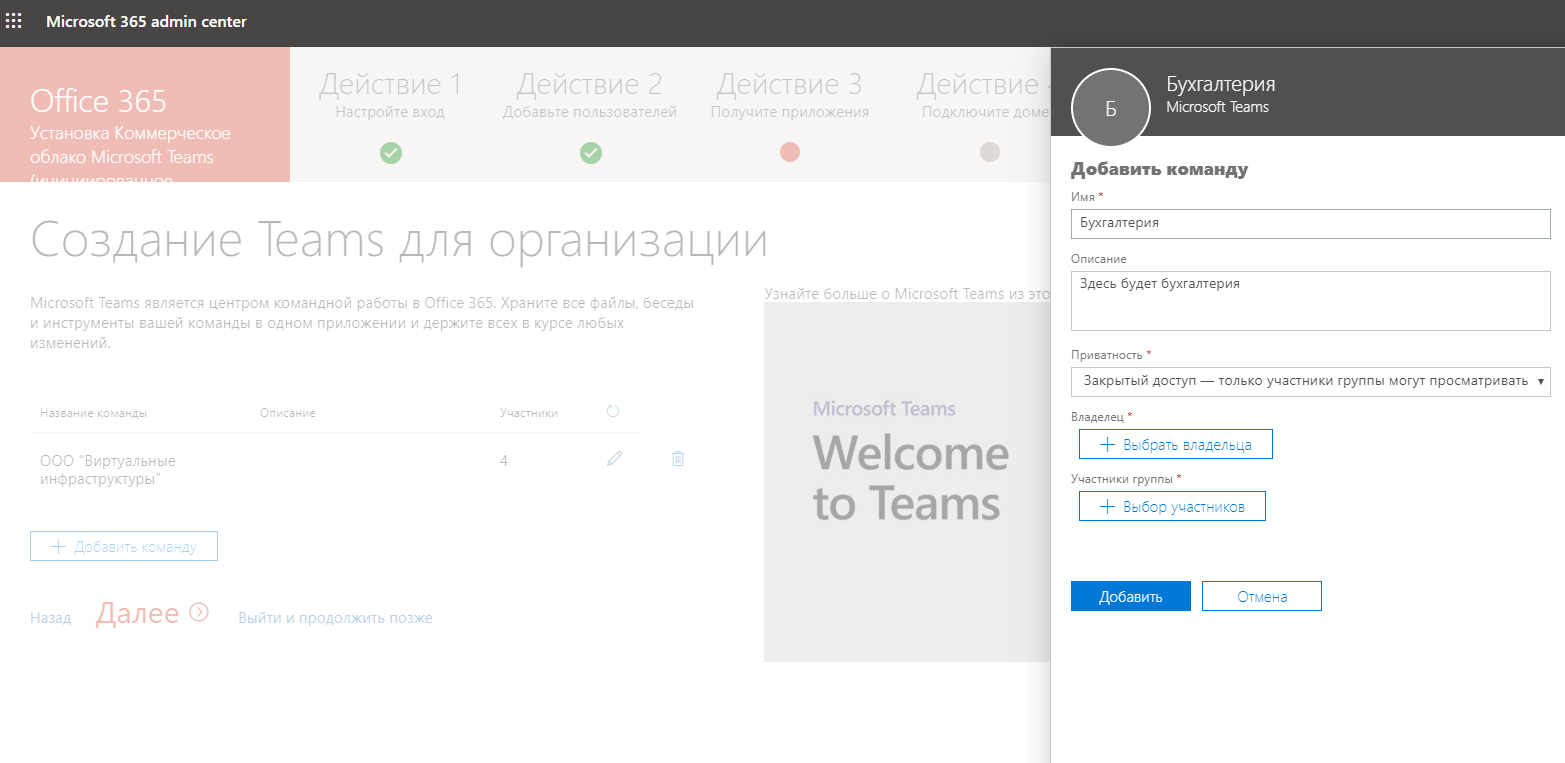 Microsoft 365 admin center
Office 365
Установка Коммерческое
облако Microsoft Teams
(инициированное
Действие 1
Настройте вход
Действие 2
Добавьте пользователей
Действие 3
Получите приложения
Действие 4
Подключите доме
Создание Teams для организации
Microsoft Teams является центром командной работы в Office 365. Храните все файлы, беседы
и инструменты вашей команды в одном приложении и держите всех в курсе любых
изменений.
Название команды Описание Участники
ООО "Виртуальные 4
инфраструктуры"
+ Добавить команду
Назад Далее Выйти и продолжить позже
Узнайте больше о Microsoft Teams из это
Microsoft Teams
Welcome
to Teams
Б
Бухгалтерия
Microsoft Teams
Добавить команду
Имя *
Бухгалтерия
Описание
Здесь будет бухгалтерия
Приватность *
Закрытый доступ — только участники группы могут просматривать
Владелец *
+ Выбрать владельца
Участники группы *
+ Выбор участников
Добавить Отмена